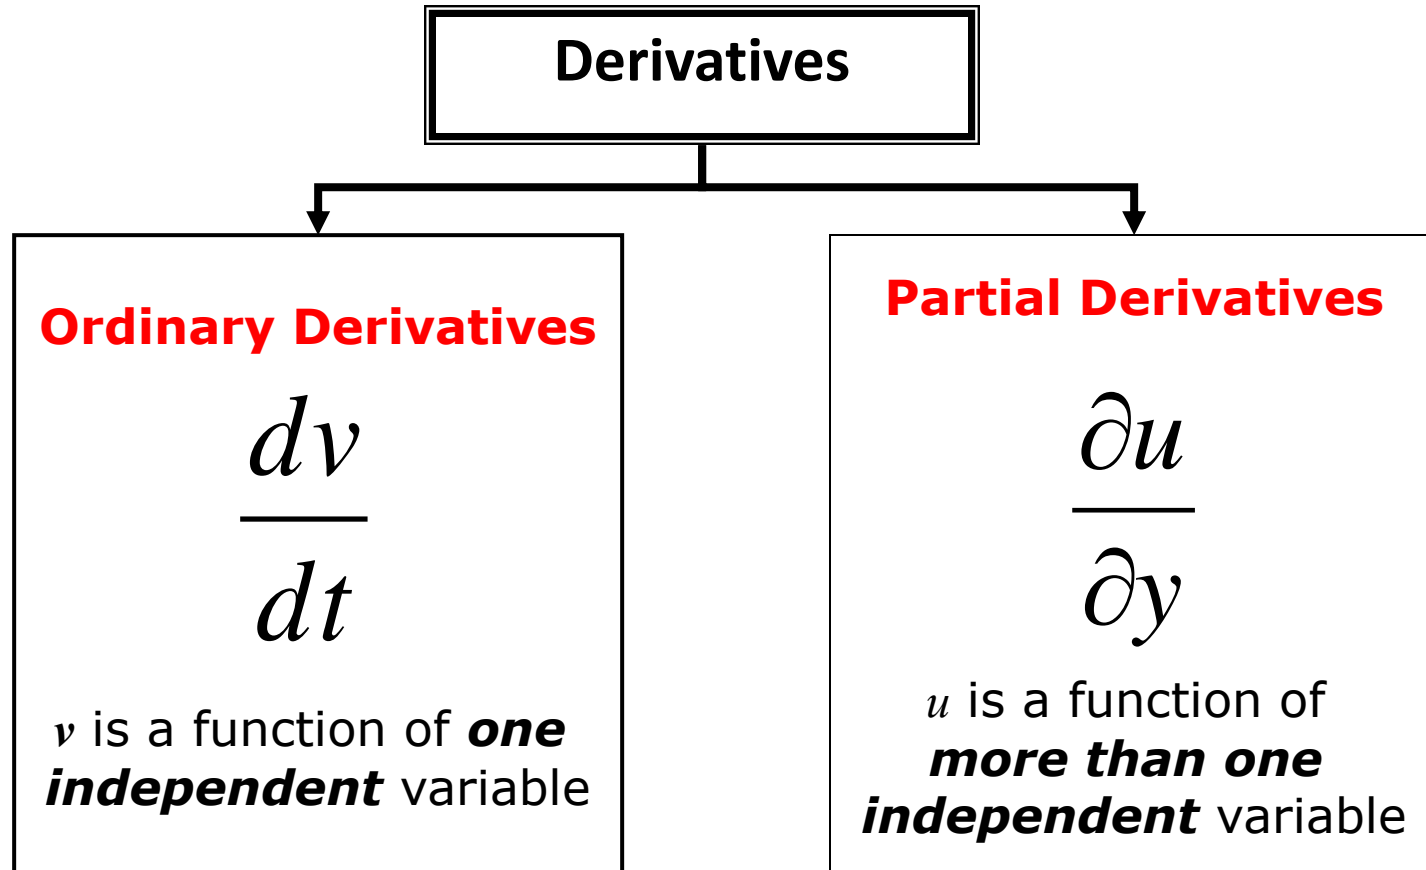 Derivatives
Ordinary Derivatives
dv
dt
v is a function of one
independent variable
Partial Derivatives
∂u
∂y
u is a function of
more than one
independent variable